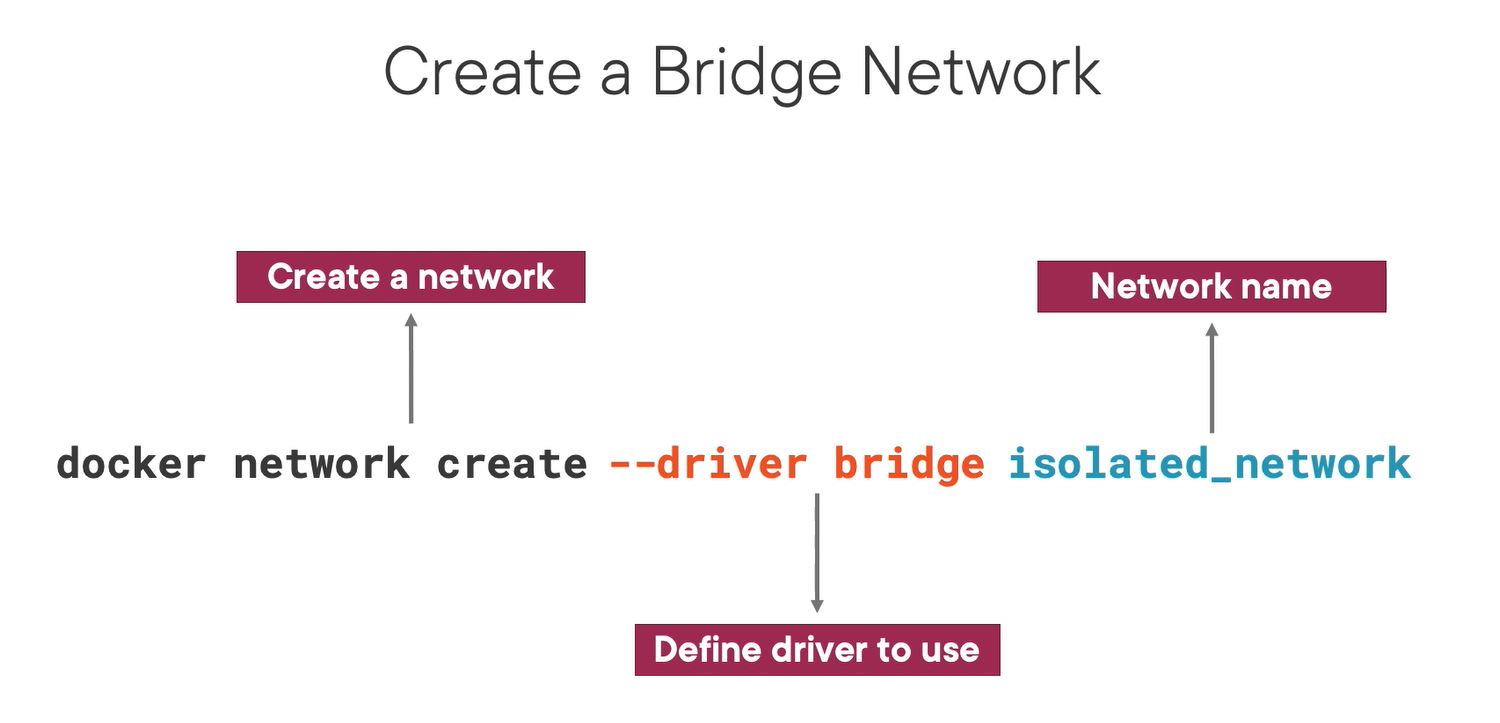 Create a Bridge Network
Create a network
Network name
docker network create --driver bridge isolated_network
Define driver to use